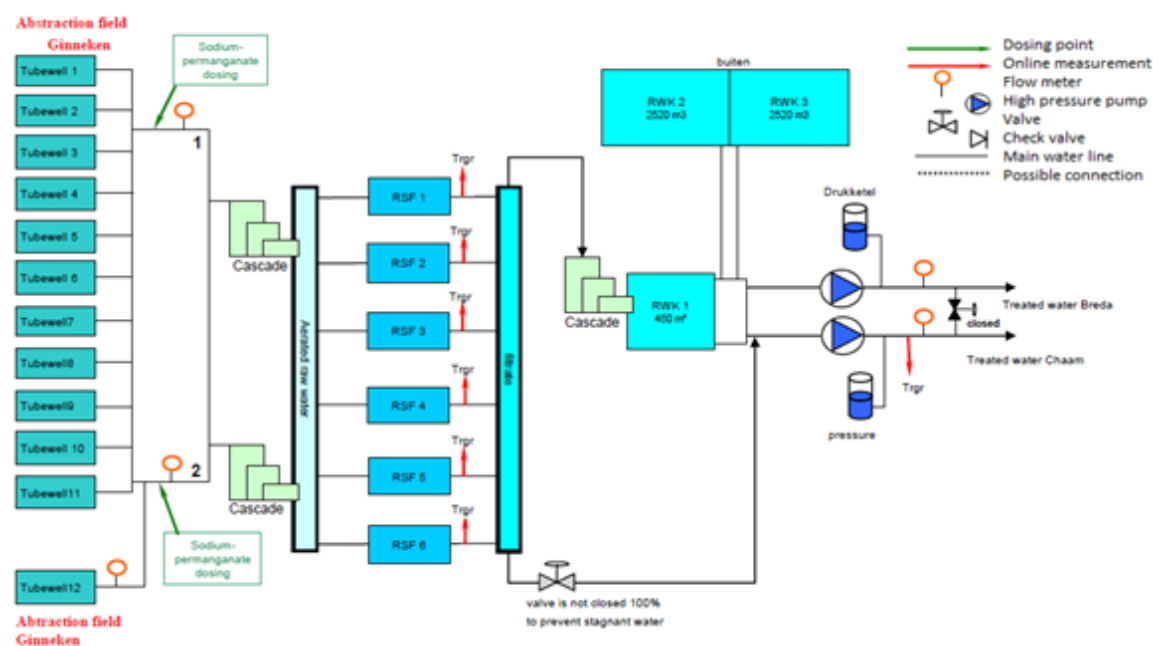 Abstraction field
Ginneken
Tubewell 1
Tubewell 2
Tubewell 3
Tubewell 4
Tubewell 5
Tubewell 6
Tubewell7
Tubewell8
Tubewell9
Tubewell 10
Tubewell11
Tubewell12
Abtraction field
Ginneken
Sodium-
permanganate
dosing
1
2
Sodium-
permanganate
dosing
Cascade
Cascade
Aerated raw water
RSF 1
RSF 2
RSF 3
RSF 4
RSF 5
RSF 6
Trgr
Trgr
Trgr
Trgr
Trgr
Trgr
filtrate
valve is not closed 100%
to prevent stagnant water
Cascade
RWK 1
450 m³
buiten
RWK 2
2520 m3
RWK 3
2520 m3
Drukketel
pressure
Trgr
closed
Treated water Breda
Treated water Chaam
Dosing point
Online measurement
Flow meter
High pressure pump
Valve
Check valve
Main water line
Possible connection